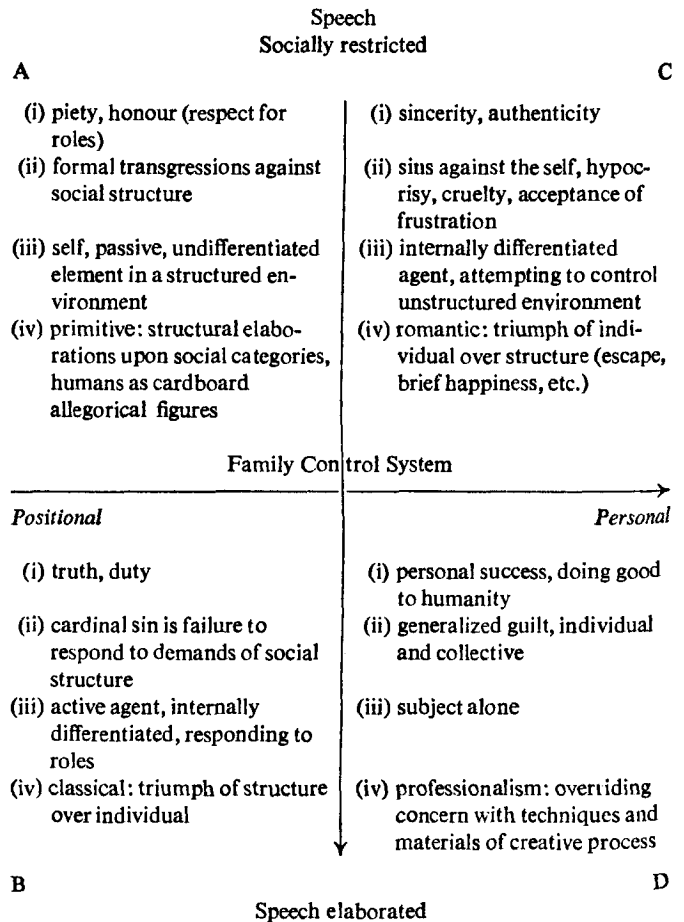 Speech
Socially restricted
A
C
(i) piety, honour (respect for
roles)
(ii) formal transgressions against
social structure
(iii) self, passive, undifferentiated
element in a structured en-
vironment
(iv) primitive: structural elabo-
rations upon social categories,
humans as cardboard
allegorical figures
(i) sincerity, authenticity
(ii) sins against the self, hypoc-
risy, cruelty, acceptance of
frustration
(iii) internally differentiated
agent, attempting to control
unstructured environment
(iv) romantic: triumph of indi-
vidual over structure (escape,
brief happiness, etc.)
Family Control System
Positional
Personal
(i) truth, duty
(ii) cardinal sin is failure to
respond to demands of social
structure
(iii) active agent, internally
differentiated, responding to
roles
(iv) classical: triumph of structure
over individual
(i) personal success, doing good
to humanity
(ii) generalized guilt, individual
and collective
(iii) subject alone
(iv) professionalism: overriding
concern with techniques and
materials of creative process
B
D
Speech elaborated